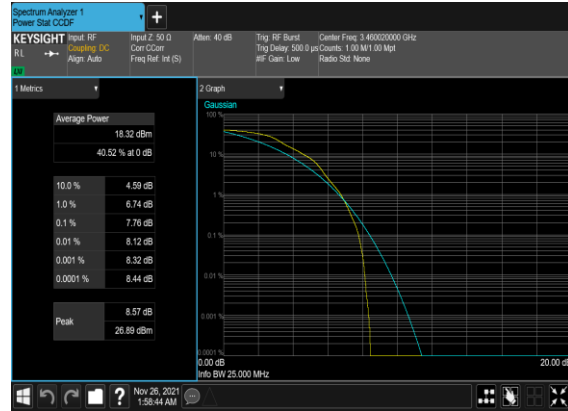 Spectrum Analyzer 1
Power Stat CCDF
KEYSIGHT
R L
LXI
Input: RF
Coupling: DC
Align: Auto
Input Z: 50 Ω
Corr CCorr
Freq Ref: Int (S)
Atten: 40 dB
Trig: RF Burst
Trig Delay: 500.0 µs
#IF Gain: Low
Center Freq: 3.460020000 GHz
Counts: 1.00 M/1.00 Mpt
Radio Std: None
1 Metrics
Average Power
18.32 dBm
40.52 % at 0 dB
10.0 % 4.59 dB
1.0 % 6.74 dB
0.1 % 7.76 dB
0.01 % 8.12 dB
0.001 % 8.32 dB
0.0001 % 8.44 dB
Peak
8.57 dB
26.89 dBm
2 Graph
Gaussian
100 %
10 %
1 %
0.1 %
0.01 %
0.001 %
0.0001 %
0.00 dB
20.00 dB
Info BW 25.000 MHz
?
Nov 26, 2021
1:58:44 AM